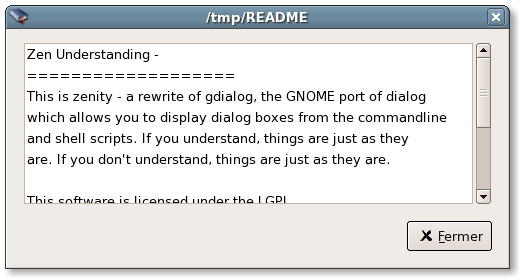 /tmp/README
Zen Understanding -
===================
This is zenity - a rewrite of gdialog, the GNOME port of dialog
which allows you to display dialog boxes from the commandline
and shell scripts. If you understand, things are just as they
are. If you don't understand, things are just as they are.
This software is licensed under the LGPL
Fermer